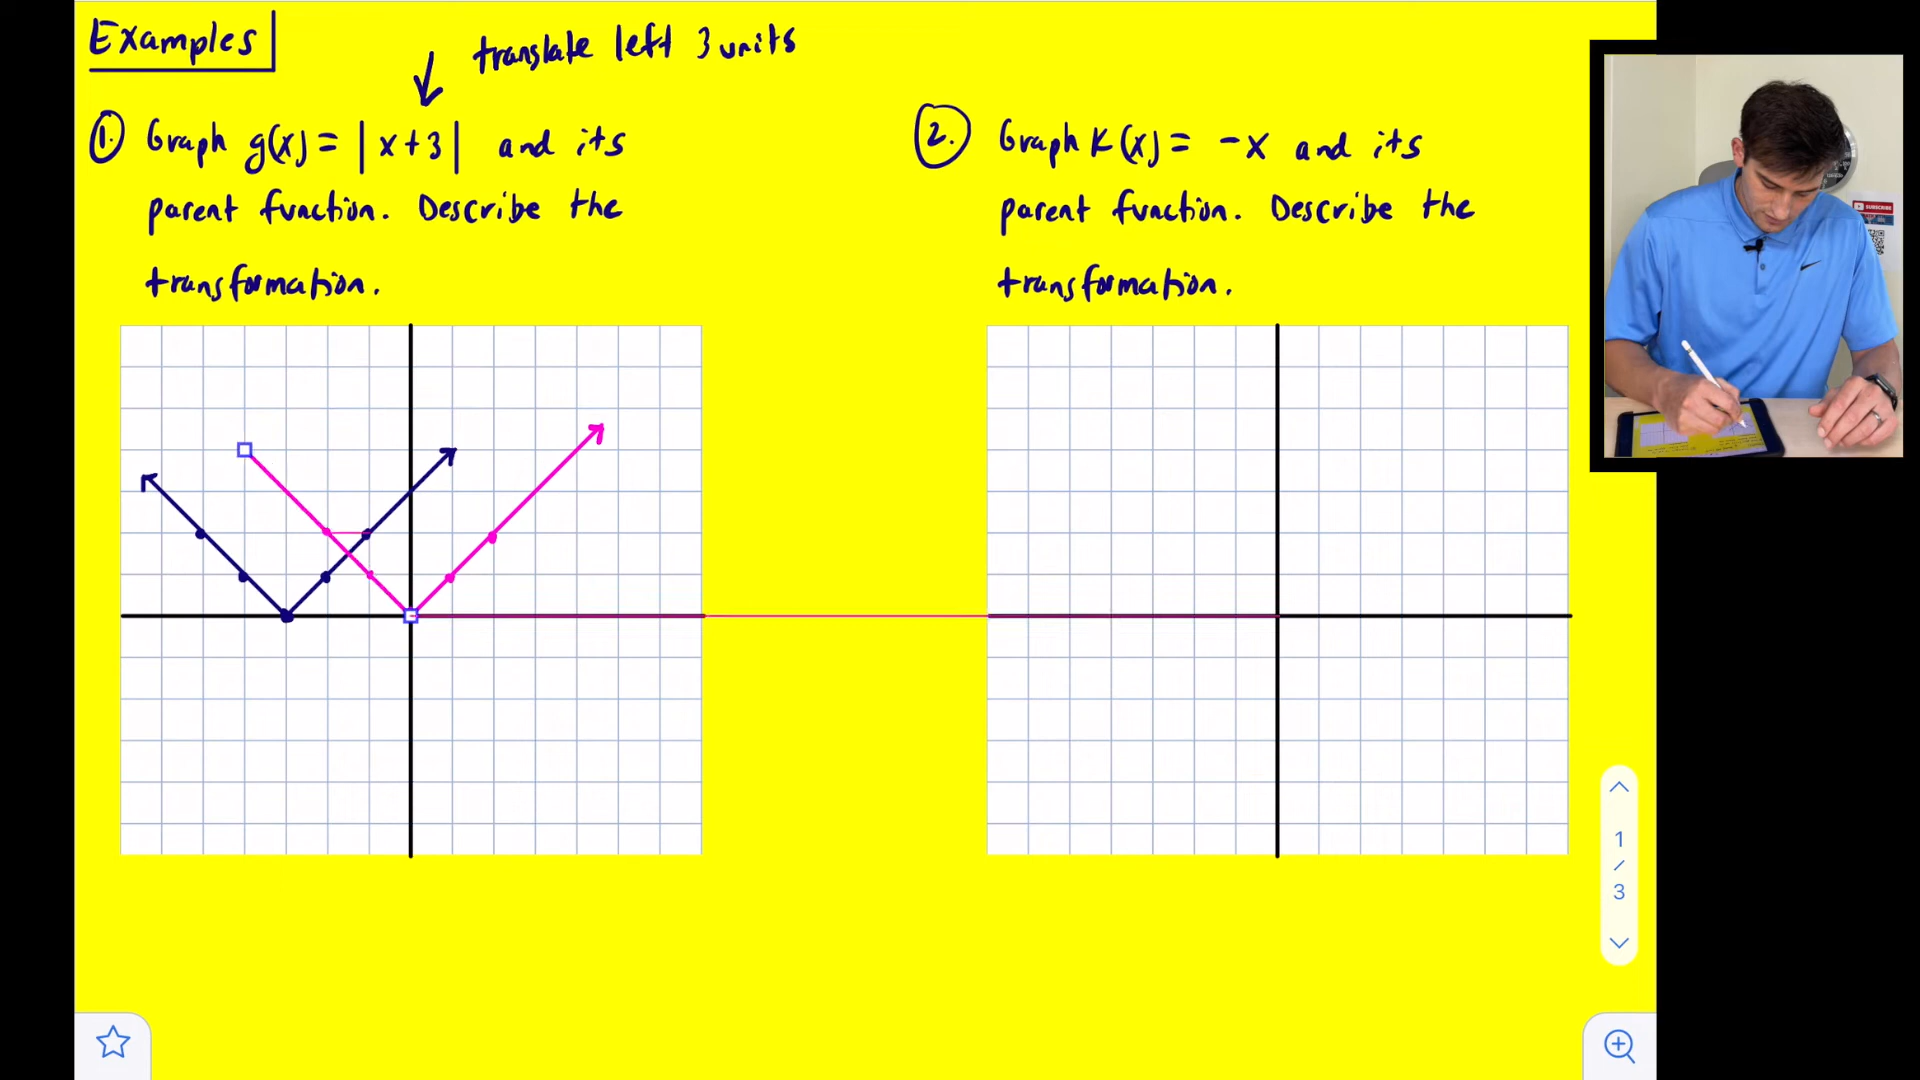 Examples
translate left 3 units
1. Graph g(x) = |x+3| and its
parent function. Describe the
transformation.
2. Graph K(x) = -x and its
parent function. Describe the
transformation.
SUBSCRIBE
1
/
3